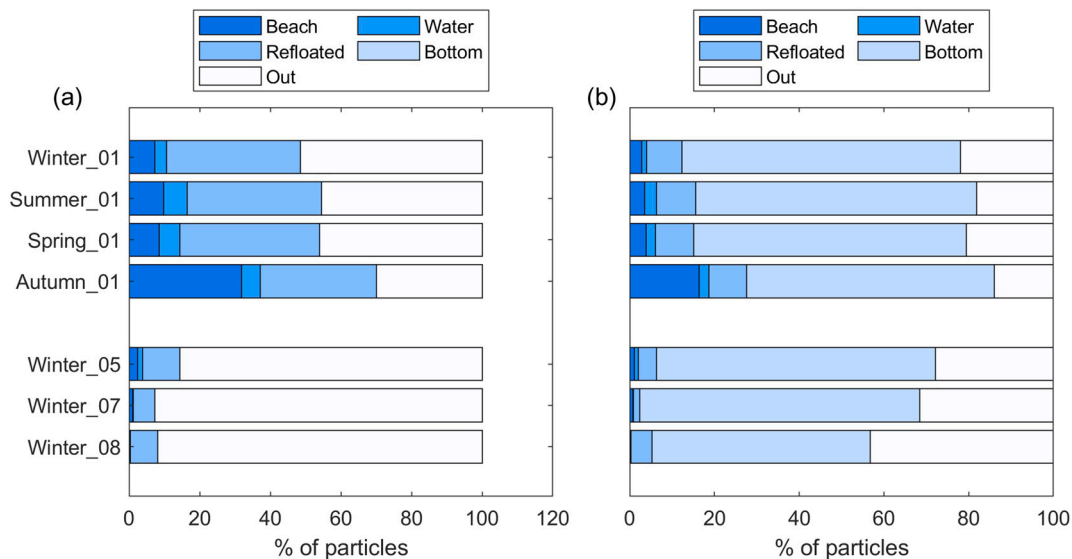 Beach Water
Refloated Bottom
Out
Beach Water
Refloated Bottom
Out
(a)
(b)
Winter_01
Summer_01
Spring_01
Autumn_01
Winter_05
Winter_07
Winter_08
0 20 40 60 80 100 120
0 20 40 60 80 100
% of particles
% of particles